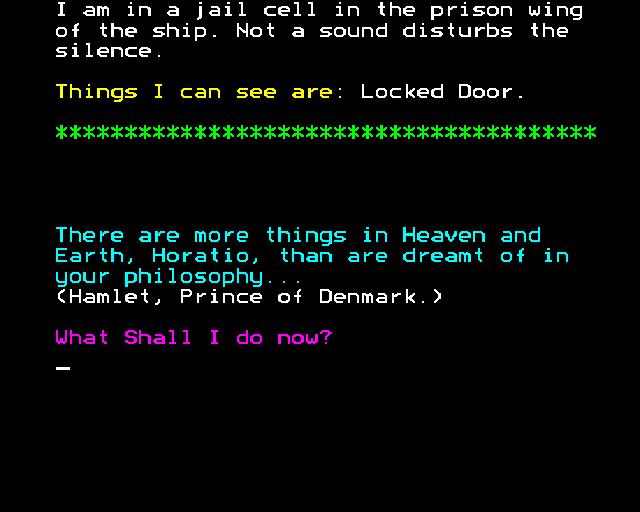 I am in a jail cell in the prison wing
of the ship. Not a sound disturbs the
silence.
Things I can see are: Locked Door.
***************************************
There are more things in Heaven and
Earth, Horatio, than are dreamt of in
your philosophy...
(Hamlet, Prince of Denmark.)
What Shall I do now?